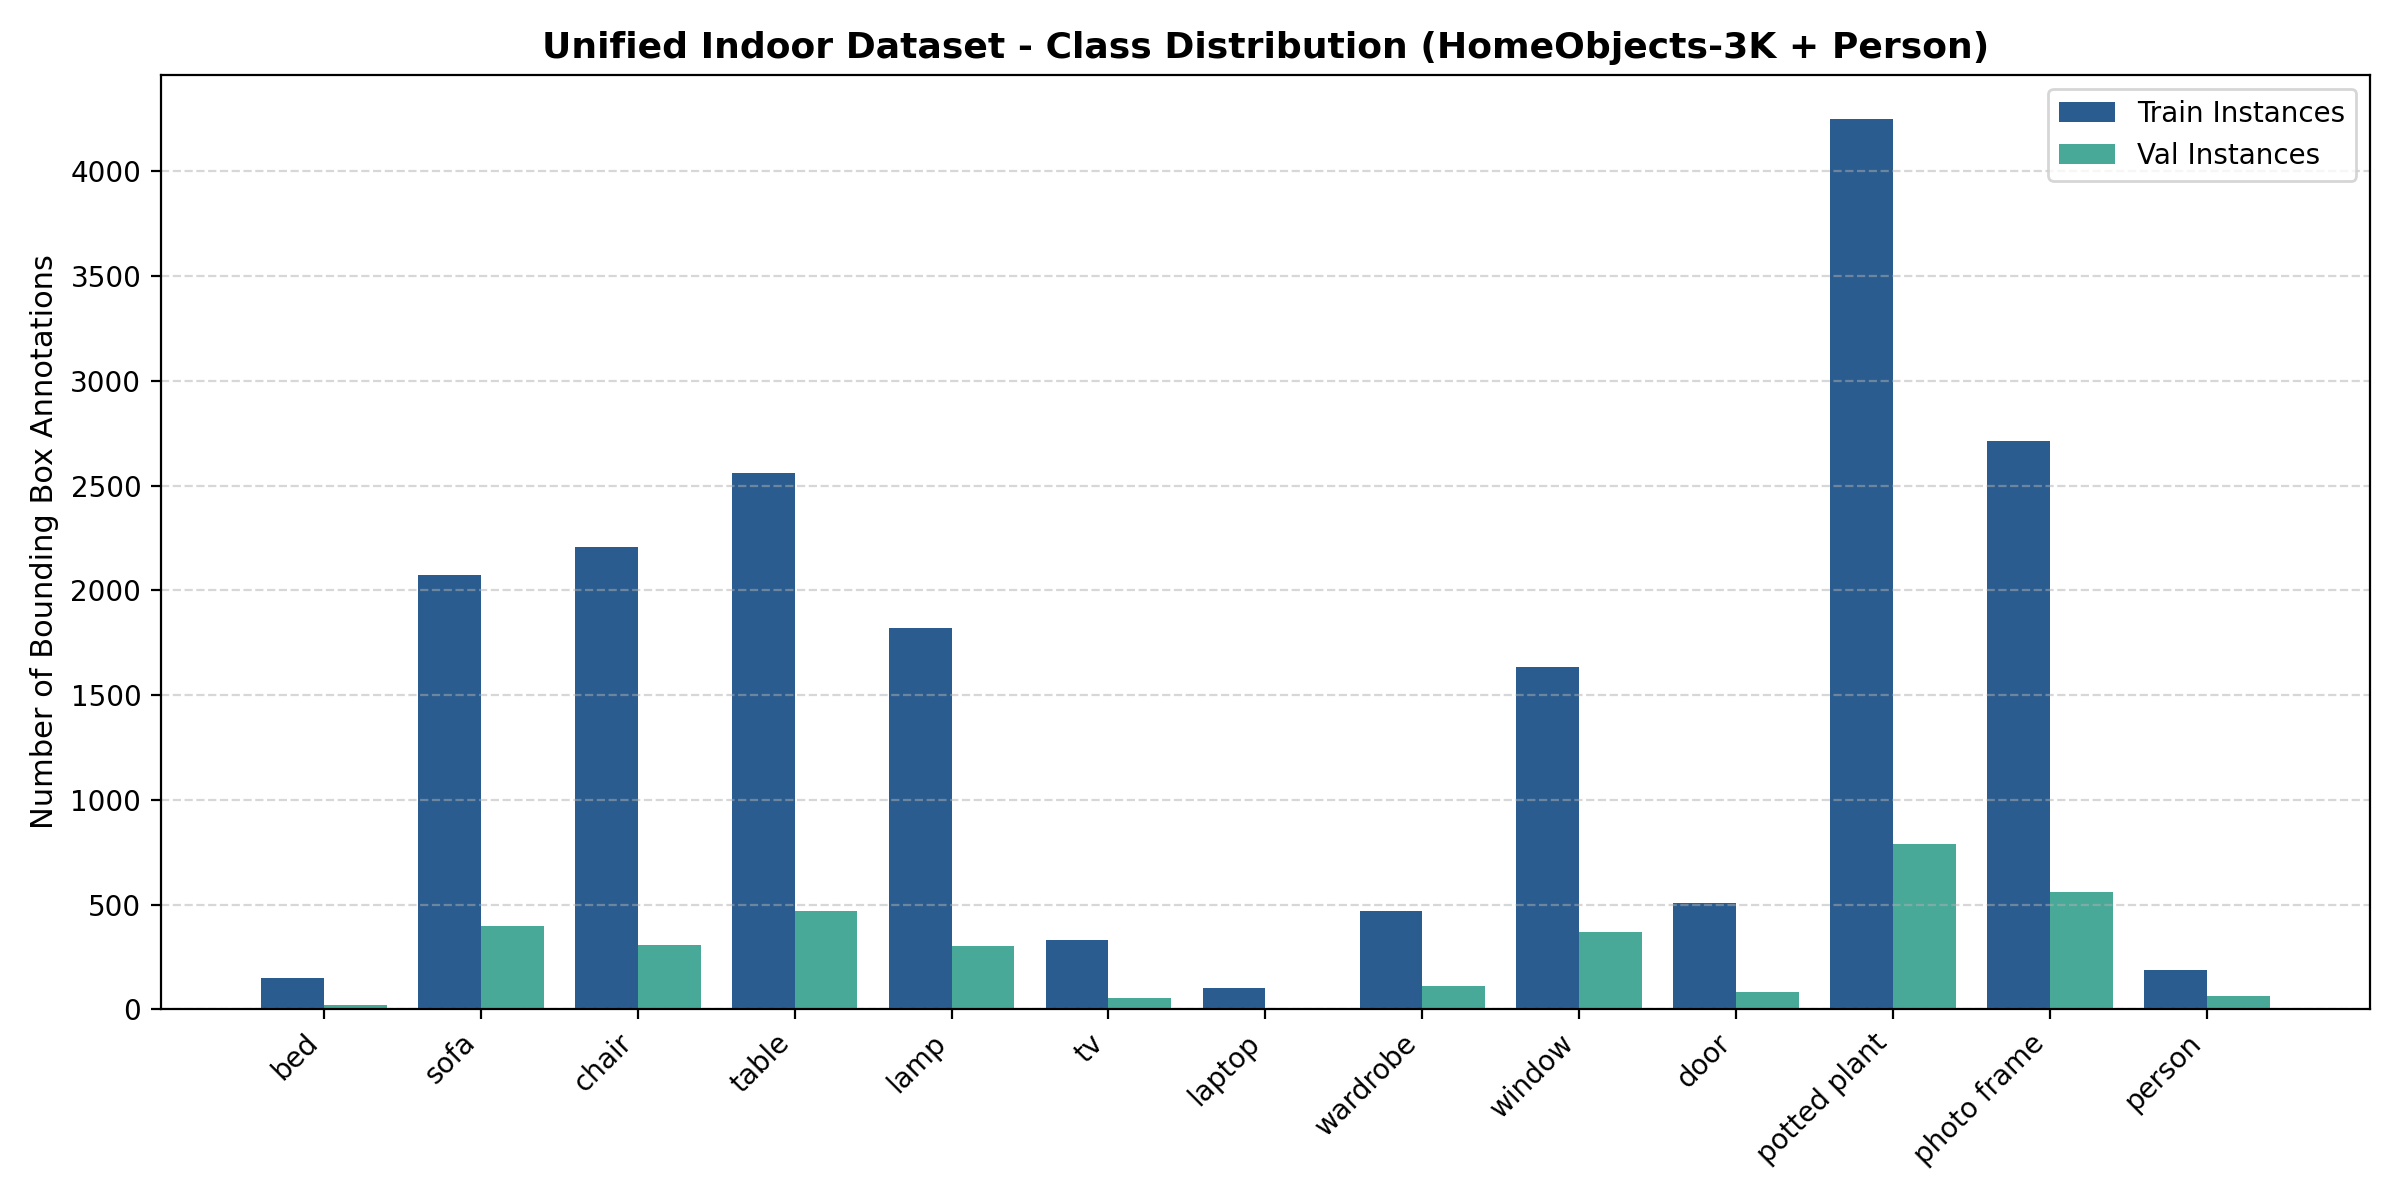 Unified Indoor Dataset - Class Distribution (HomeObjects-3K + Person)
Train Instances
Val Instances
Number of Bounding Box Annotations
4000
3500
3000
2500
2000
1500
1000
500
0
bed
sofa
chair
table
lamp
tv
laptop
wardrobe
window
door
potted plant
photo frame
person